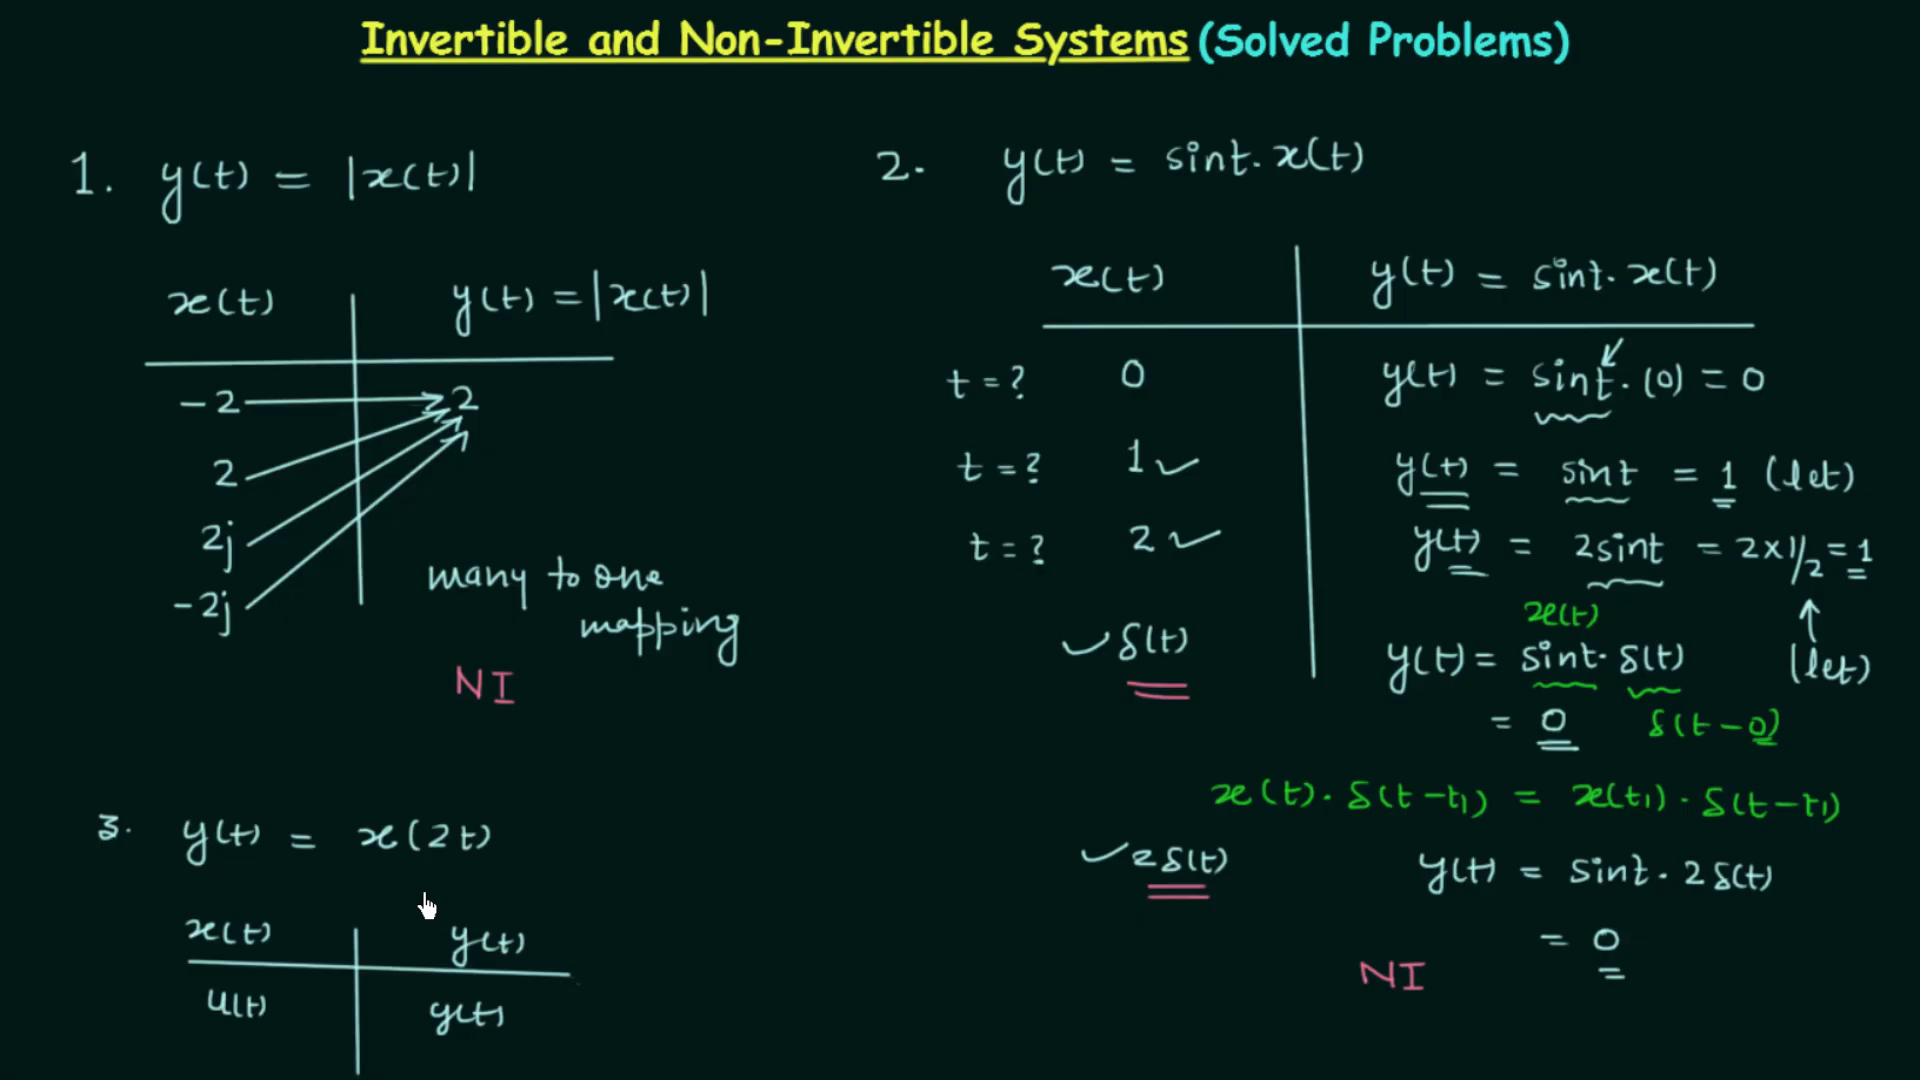 Invertible and Non-Invertible Systems (Solved Problems)
1. y(t) = |x(t)|
x(t) y(t) = |x(t)|
-2 2
2
2j
-2j
many to one
mapping
NI
2. y(t) = sint. x(t)
x(t) y(t) = sint. x(t)
t = ? 0 y(t) = sint. (0) = 0
t = ? 1 y(t) = sint = 1 (let)
t = ? 2 y(t) = 2sint = 2×1/2 = 1
x(t)
δ(t) y(t) = sint. δ(t) (let)
= 0 δ(t-0)
x(t). δ(t-t1) = x(t1). δ(t-t1)
2δ(t) y(t) = sint. 2δ(t)
= 0
NI
3. y(t) = x(2t)
x(t) y(t)
u(t) y(t)